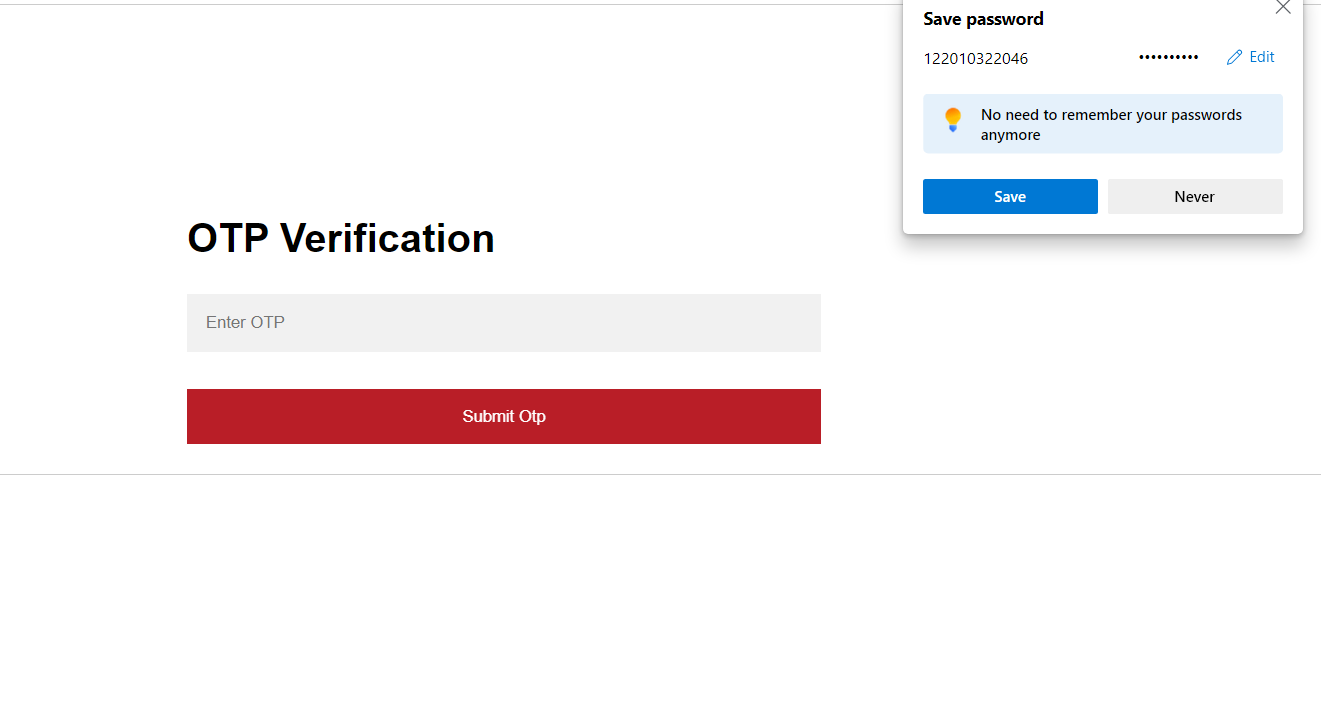 Save password
122010322046 •••••••••• Edit
No need to remember your passwords
anymore
Save Never
OTP Verification
Enter OTP
Submit Otp